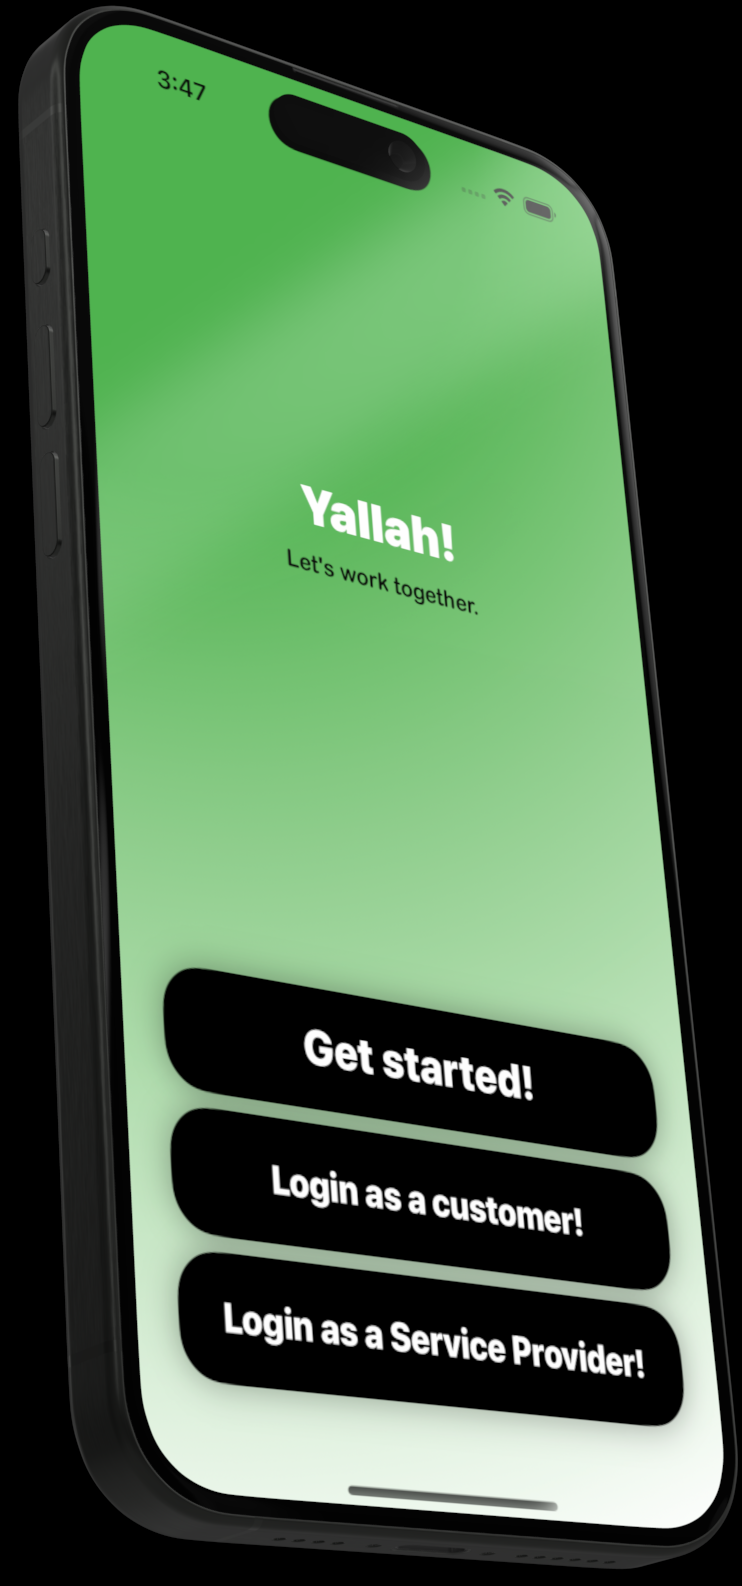 3:47
Yallah!
Let's work together.
Get started!
Login as a customer!
Login as a Service Provider!